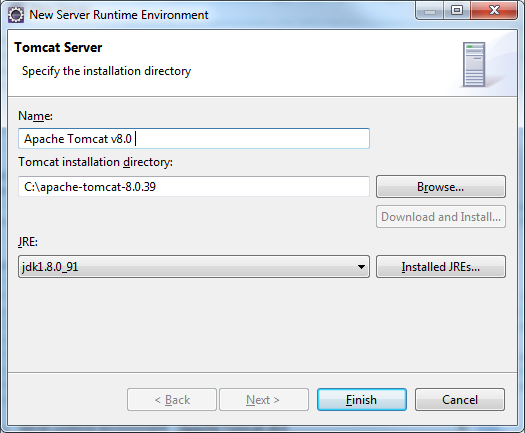 New Server Runtime Environment
Tomcat Server
Specify the installation directory
Name:
Apache Tomcat v8.0
Tomcat installation directory:
C:\apache-tomcat-8.0.39
Browse...
Download and Install...
JRE:
jdk1.8.0_91
Installed JREs...
< Back
Next >
Finish
Cancel